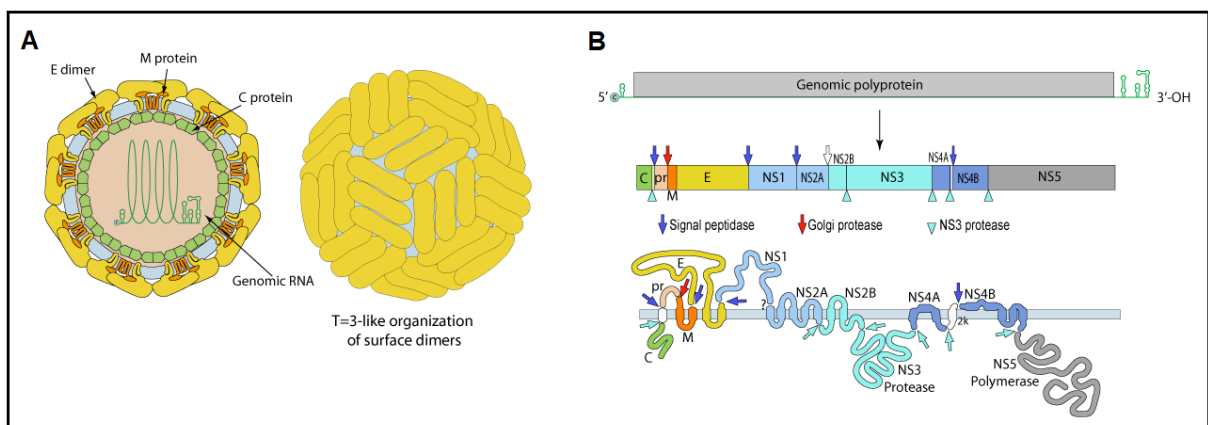 A
M protein
E dimer
C protein
Genomic RNA
T=3-like organization
of surface dimers
B
Genomic polyprotein
5′
C
3′-OH
NS2B
NS4A
C
pr
M
E
NS1
NS2A
NS3
NS4B
NS5
Signal peptidase
Golgi protease
NS3 protease
NS1
E
pr
NS2A
NS2B
NS4A
NS4B
?
2k
M
C
NS3
Protease
NS5
Polymerase